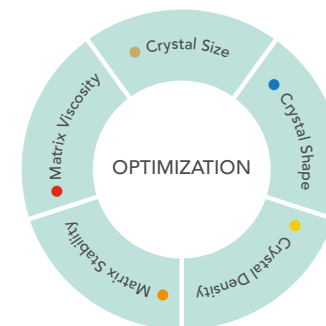 Crystal Size
Crystal Shape
Crystal Density
Matrix Stability
Matrix Viscosity
OPTIMIZATION